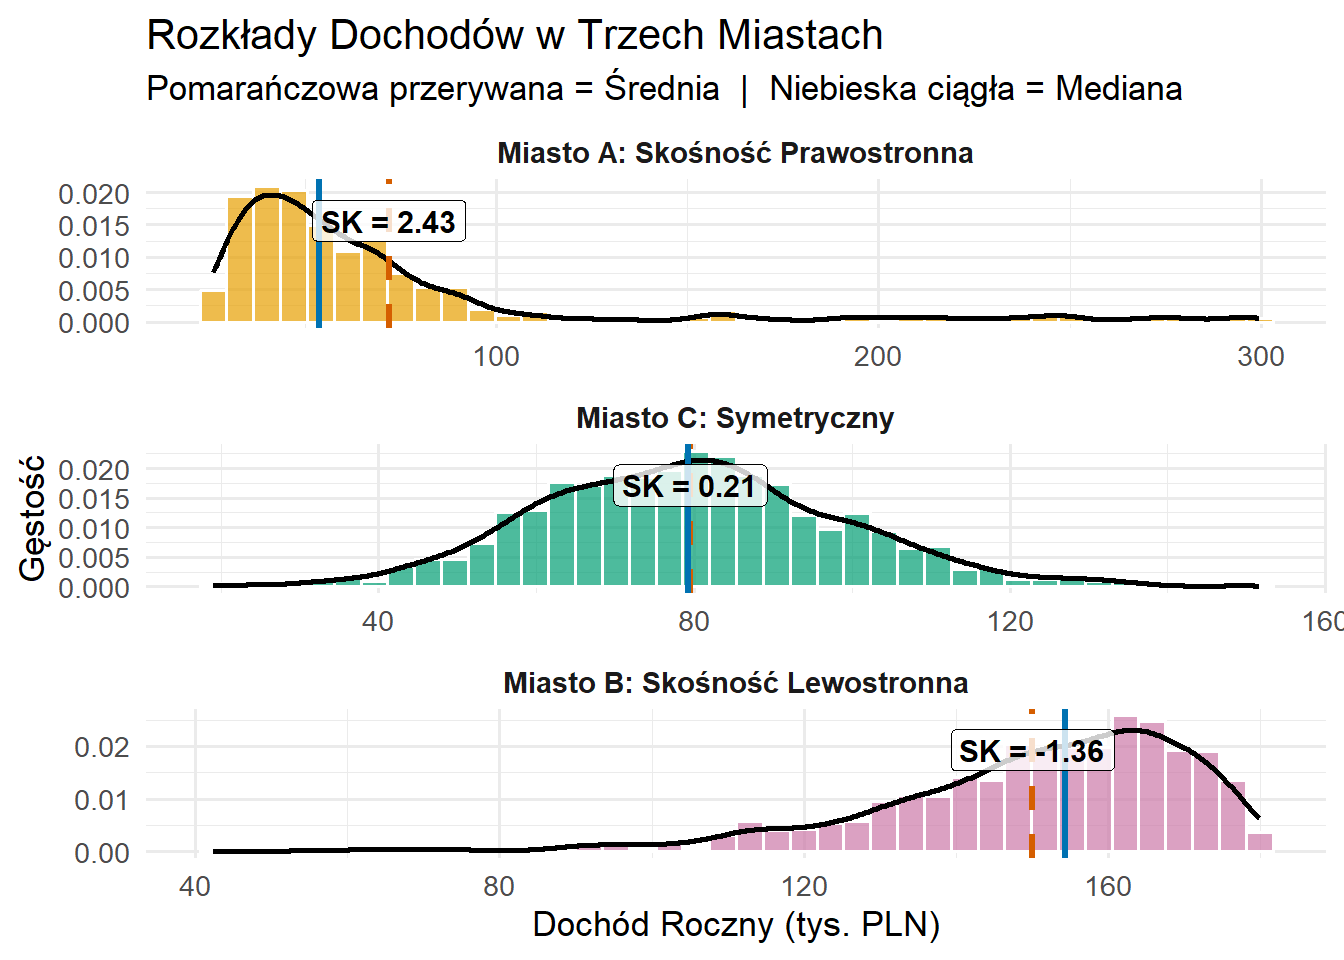 Rozkłady Dochodów w Trzech Miastach
Pomarańczowa przerywana = Średnia | Niebieska ciągła = Mediana
Miasto A: Skośność Prawostronna
0.020
0.015
0.010
0.005
0.000
SK = 2.43
100 200 300
Miasto C: Symetryczny
Gęstość
0.020
0.015
0.010
0.005
0.000
SK = 0.21
40 80 120 160
Miasto B: Skośność Lewostronna
0.02
0.01
0.00
SK = -1.36
40 80 120 160
Dochód Roczny (tys. PLN)